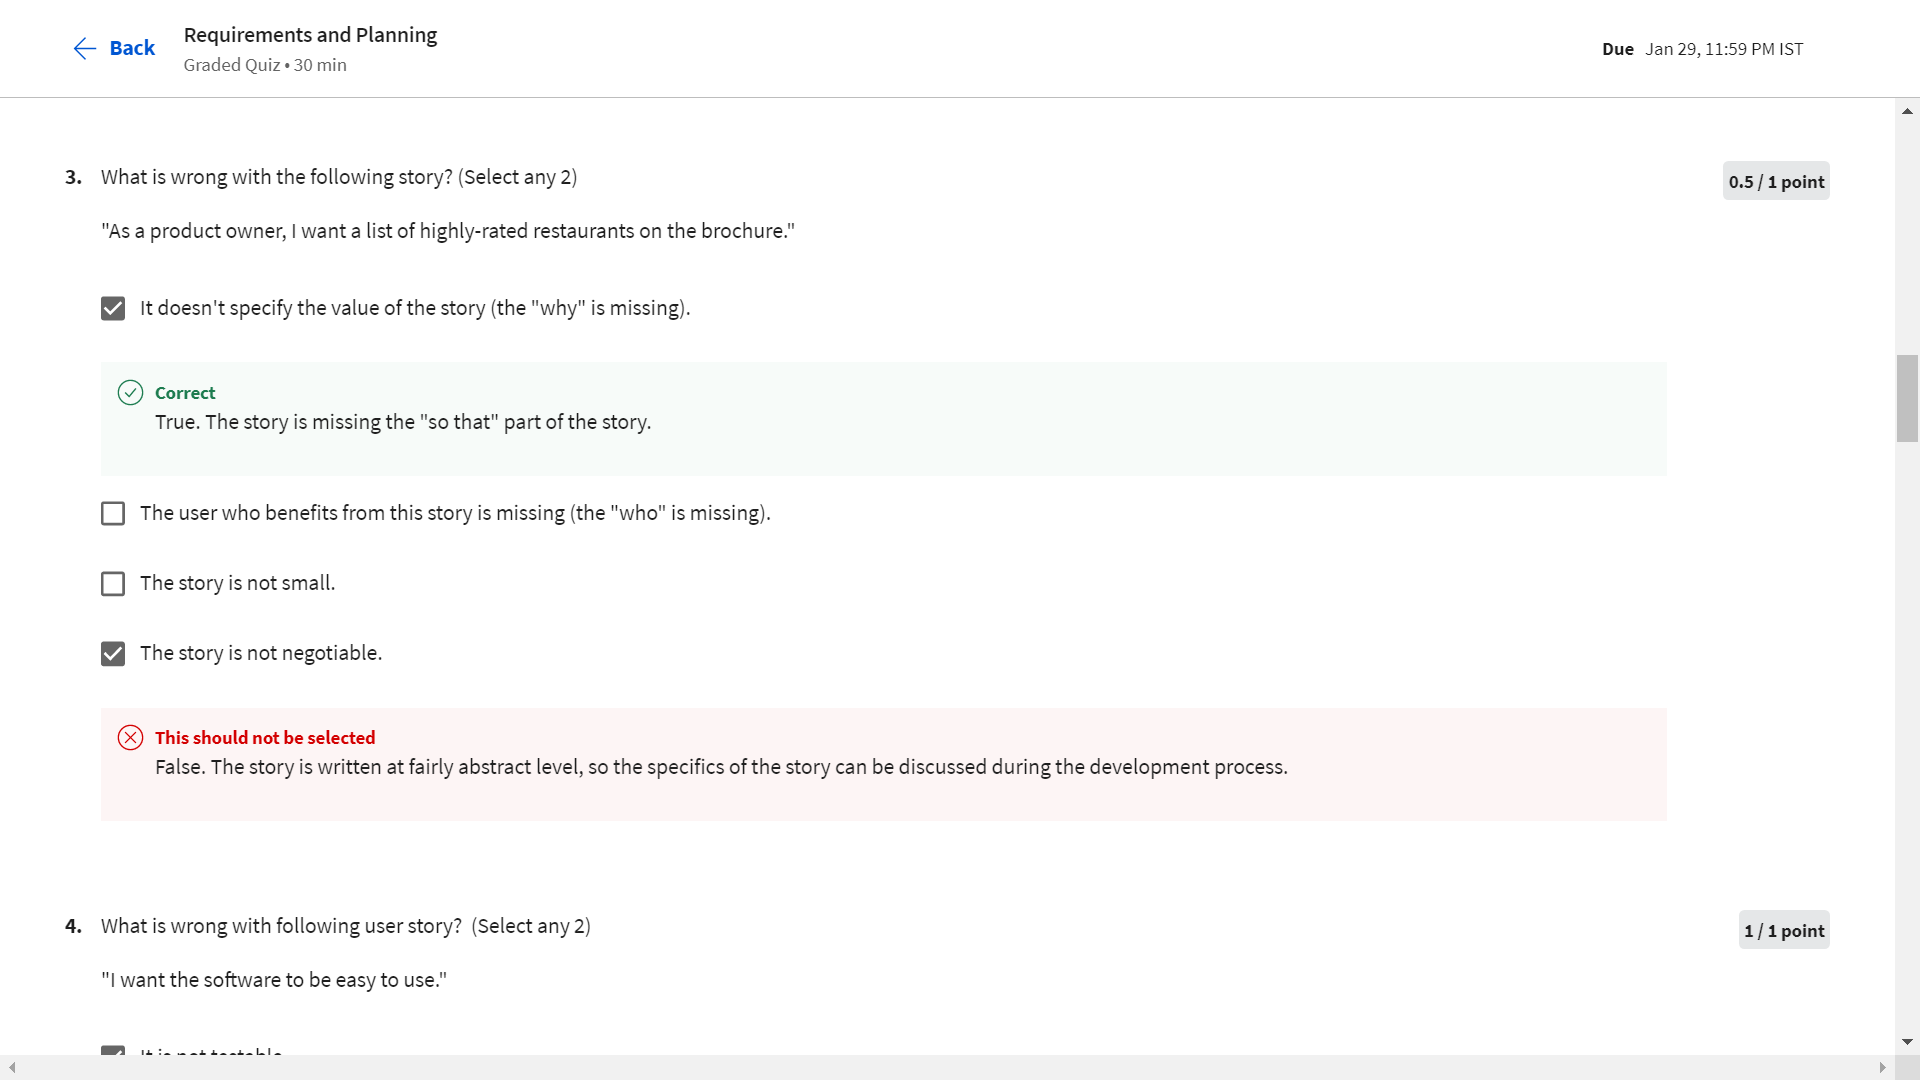 Back
Requirements and Planning
Graded Quiz • 30 min
Due Jan 29, 11:59 PM IST
3. What is wrong with the following story? (Select any 2)
0.5 / 1 point
"As a product owner, I want a list of highly-rated restaurants on the brochure."
It doesn't specify the value of the story (the "why" is missing).
Correct
True. The story is missing the "so that" part of the story.
The user who benefits from this story is missing (the "who" is missing).
The story is not small.
The story is not negotiable.
This should not be selected
False. The story is written at fairly abstract level, so the specifics of the story can be discussed during the development process.
4. What is wrong with following user story? (Select any 2)
1 / 1 point
"I want the software to be easy to use."
It is not testable